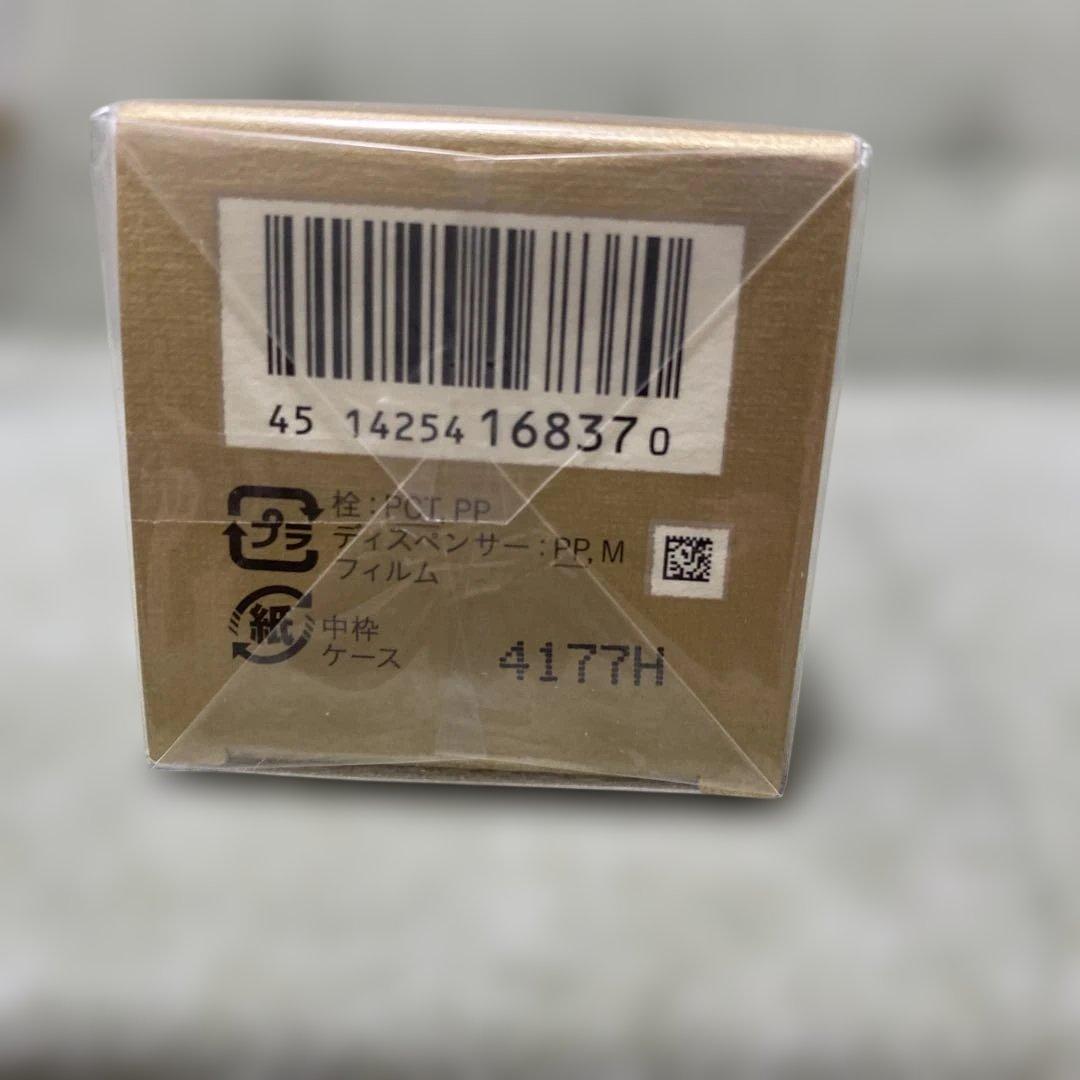 45 14254 16837 0
プラ 栓：PCT, PP
ディスペンサー：PP, M
フィルム
紙 中枠
ケース
4177H